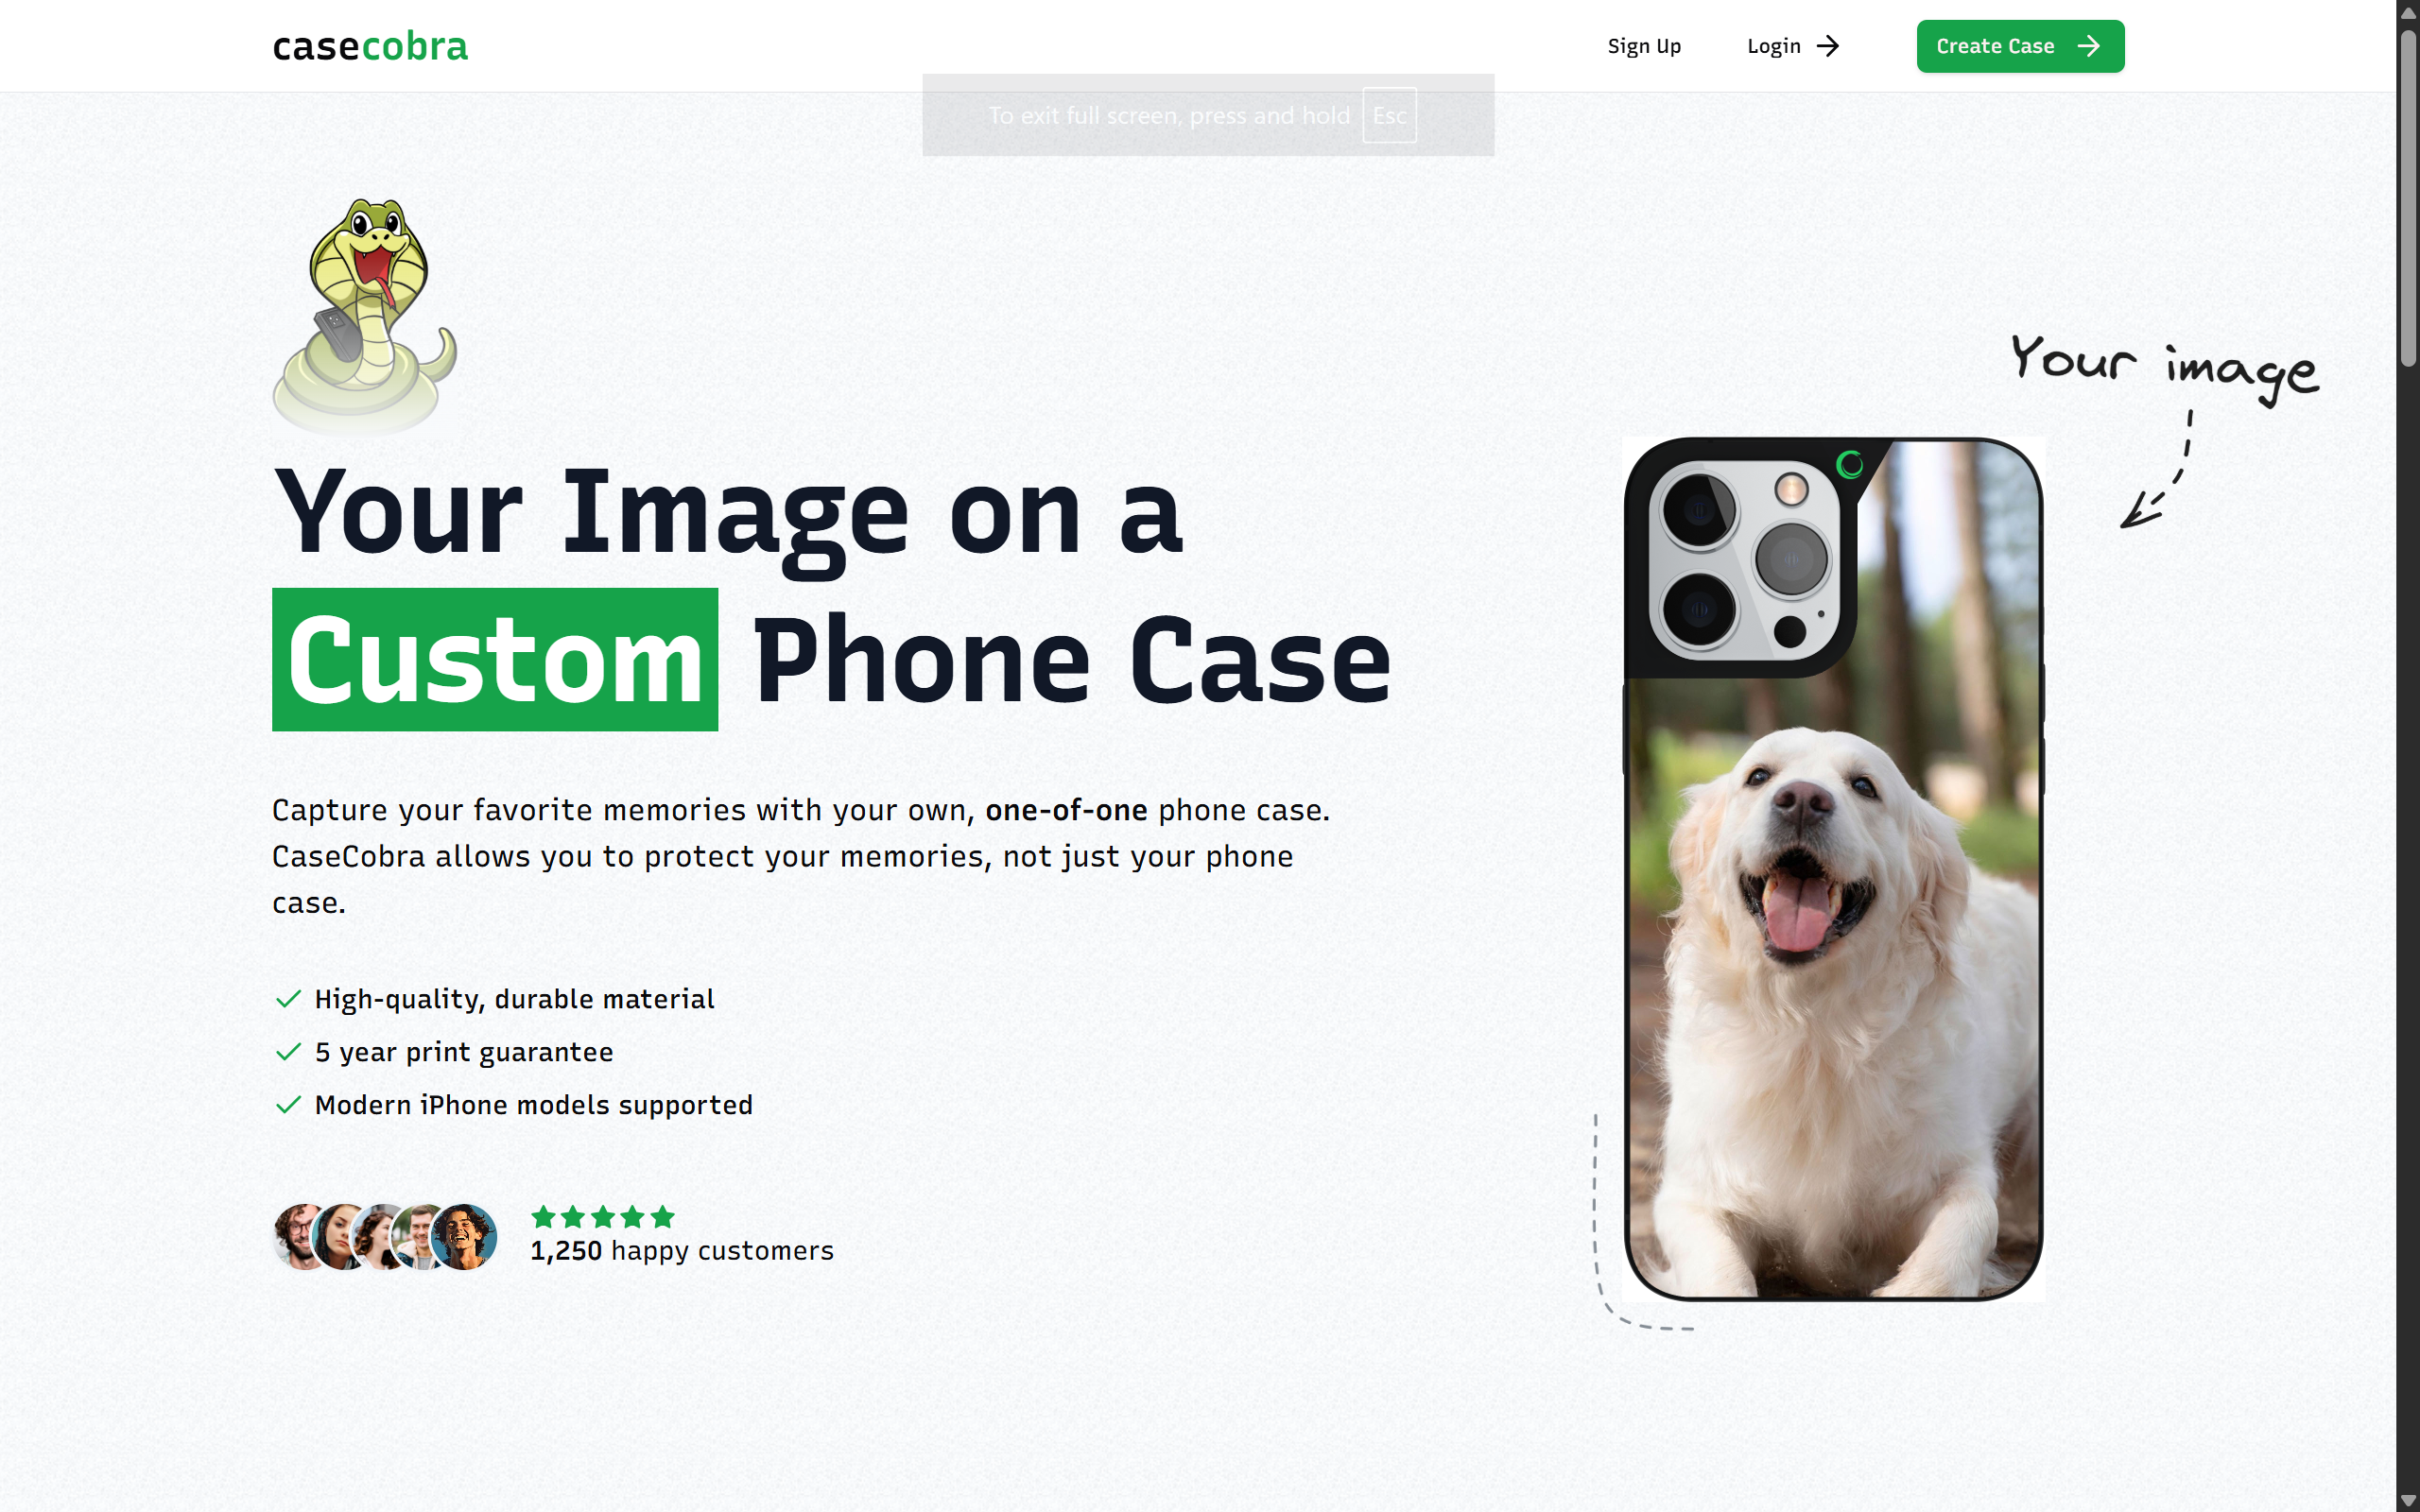 casecobra
Sign Up
Login
Create Case
To exit full screen, press and hold Esc
Your image
Your Image on a
Custom Phone Case
Capture your favorite memories with your own, one-of-one phone case.
CaseCobra allows you to protect your memories, not just your phone
case.
High-quality, durable material
5 year print guarantee
Modern iPhone models supported
1,250 happy customers